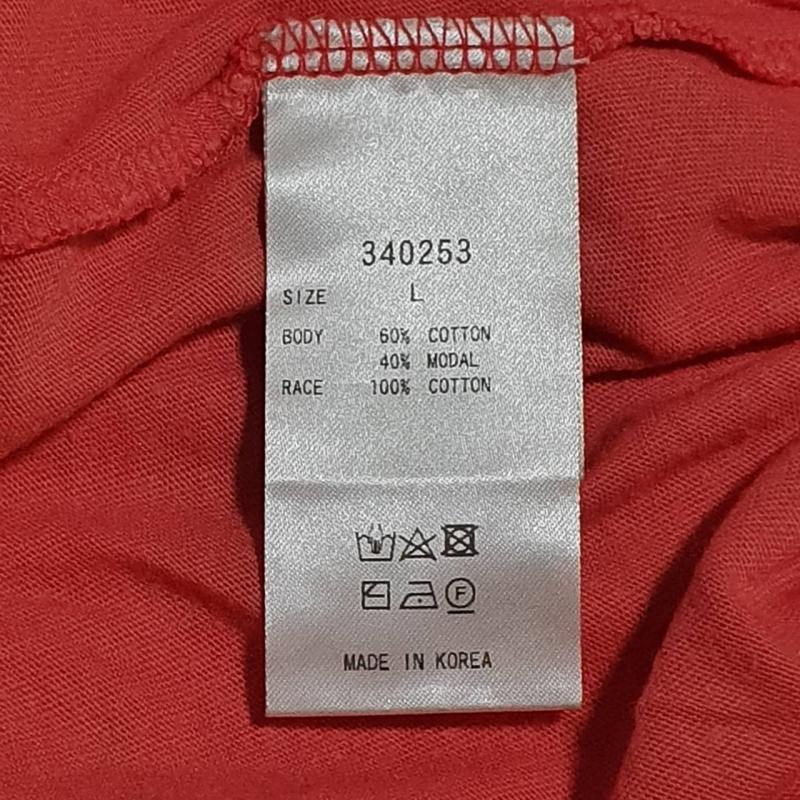 340253
SIZE L
BODY 60% COTTON
40% MODAL
RACE 100% COTTON
F
MADE IN KOREA